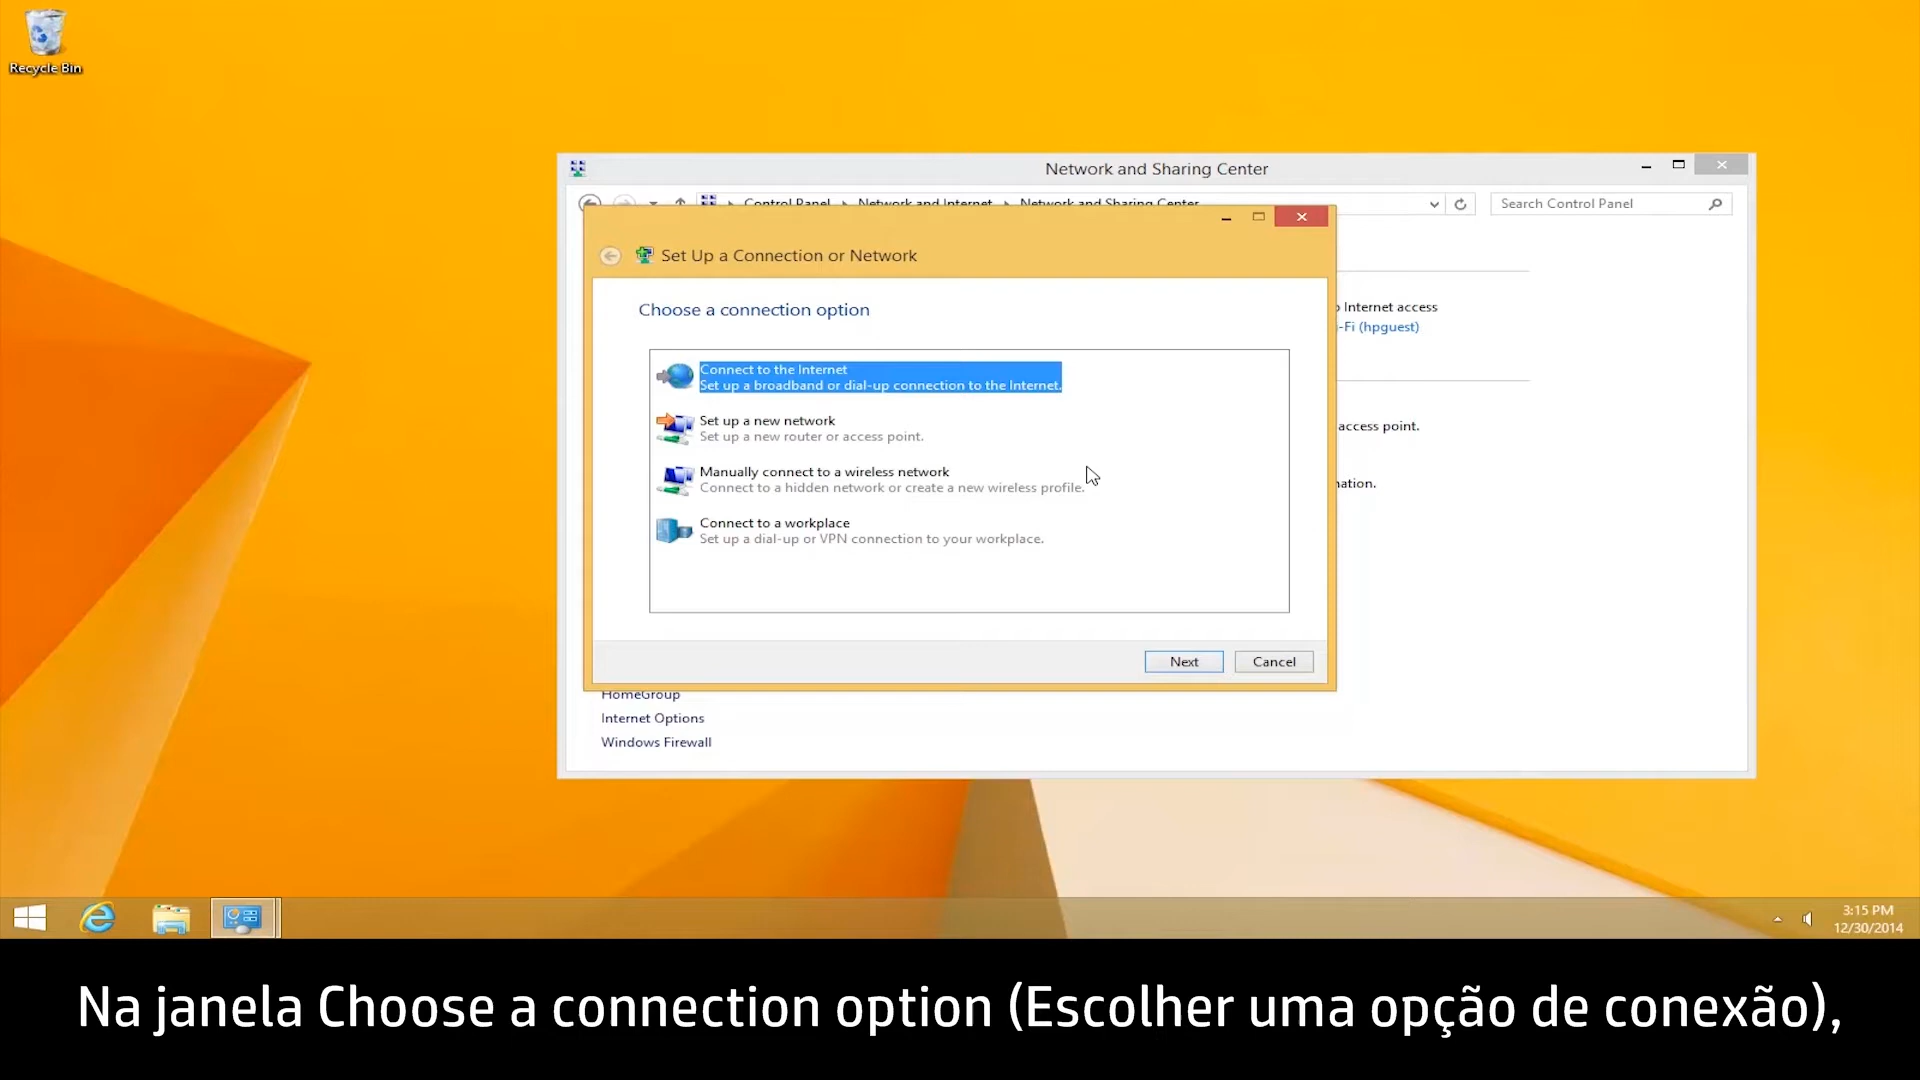 Recycle Bin
Network and Sharing Center
Control Panel
Network and Internet
Network and Sharing Center
Search Control Panel
Set Up a Connection or Network
Choose a connection option
Internet access
-Fi (hpguest)
Connect to the Internet
Set up a broadband or dial-up connection to the Internet.
Set up a new network
Set up a new router or access point.
access point.
Manually connect to a wireless network
Connect to a hidden network or create a new wireless profile.
Connect to a workplace
Set up a dial-up or VPN connection to your workplace.
Next
Cancel
HomeGroup
Internet Options
Windows Firewall
3:15 PM
12/30/2014
Na janela Choose a connection option (Escolher uma opção de conexão),